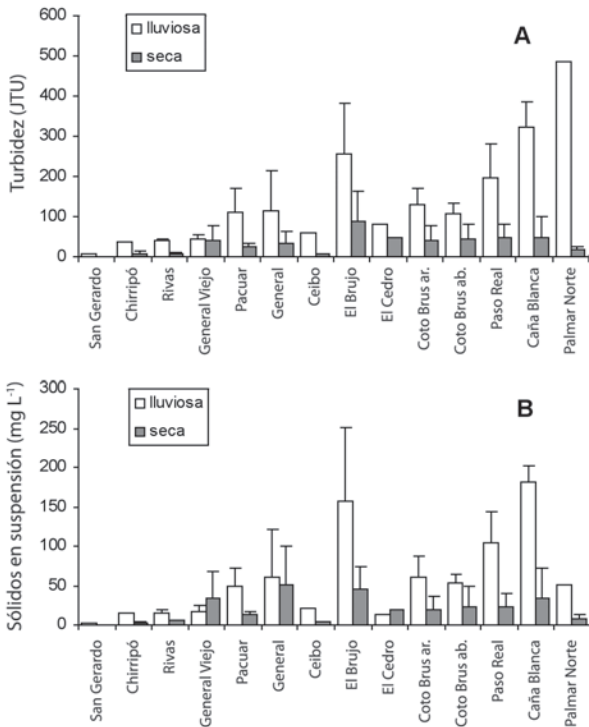 A
lluviosa
seca
Turbidez (JTU)
600
500
400
300
200
100
0
San Gerardo
Chirripó
Rivas
General Viejo
Pacuar
General
Ceibo
El Brujo
El Cedro
Coto Brus ar.
Coto Brus ab.
Paso Real
Caña Blanca
Palmar Norte
B
lluviosa
seca
Sólidos en suspensión (mg L-1)
300
250
200
150
100
50
0
San Gerardo
Chirripó
Rivas
General Viejo
Pacuar
General
Ceibo
El Brujo
El Cedro
Coto Brus ar.
Coto Brus ab.
Paso Real
Caña Blanca
Palmar Norte